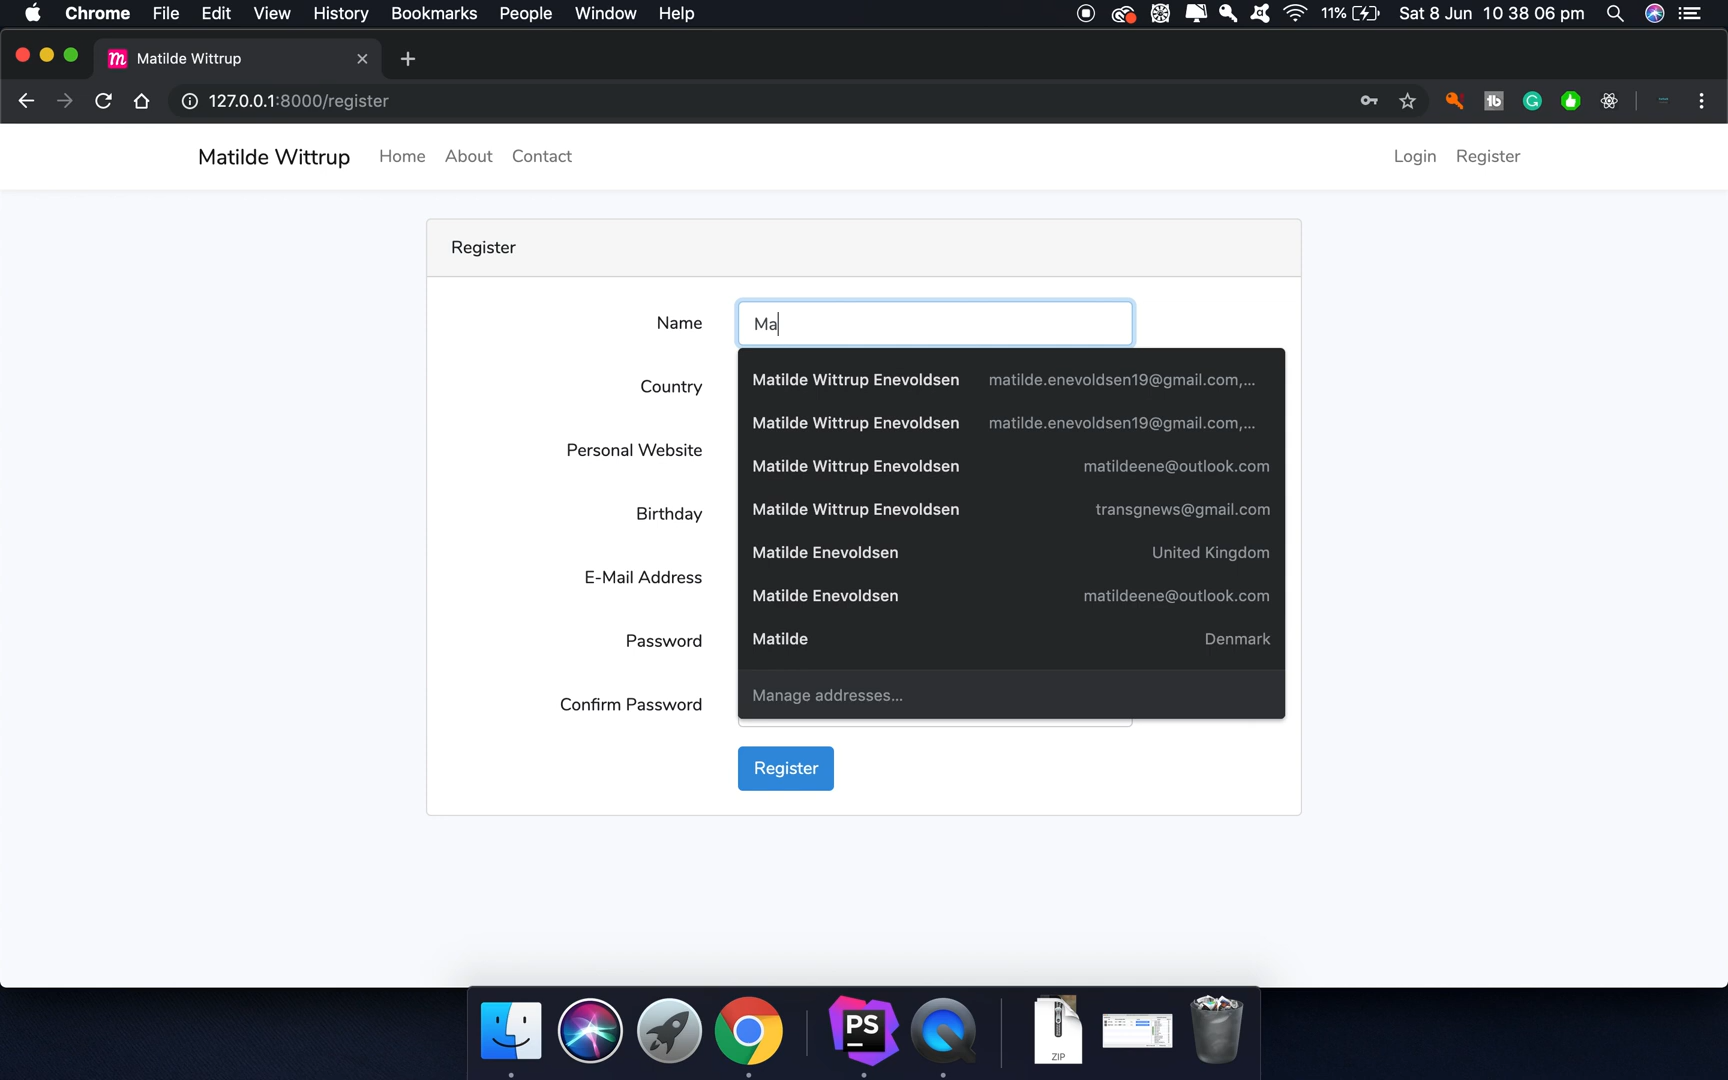 Chrome File Edit View History Bookmarks People Window Help 11% Sat 8 Jun 10 38 06 pm
Matilde Wittrup
127.0.0.1:8000/register
Matilde Wittrup Home About Contact Login Register
Register
Name Ma
Matilde Wittrup Enevoldsen matilde.enevoldsen19@gmail.com,...
Country
Matilde Wittrup Enevoldsen matilde.enevoldsen19@gmail.com,...
Personal Website
Matilde Wittrup Enevoldsen matildeene@outlook.com
Birthday
Matilde Wittrup Enevoldsen transgnews@gmail.com
Matilde Enevoldsen United Kingdom
E-Mail Address
Matilde Enevoldsen matildeene@outlook.com
Password
Matilde Denmark
Manage addresses...
Confirm Password
Register
PS
ZIP